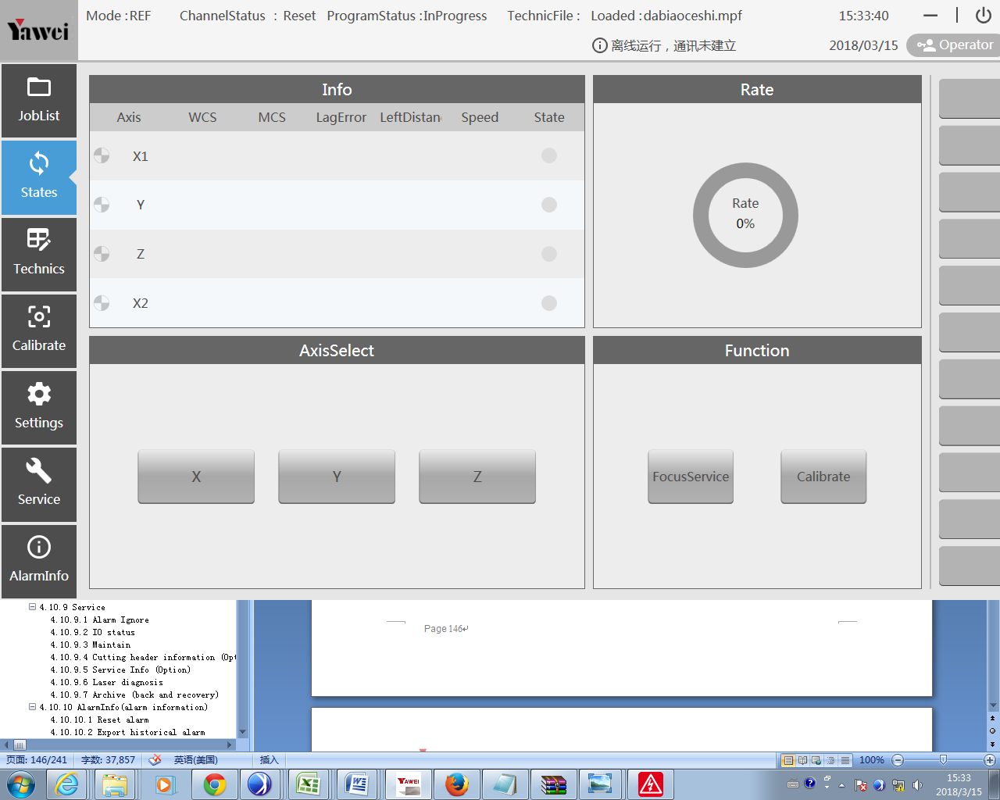 Yawei
Mode :REF ChannelStatus : Reset ProgramStatus :InProgress TechnicFile : Loaded :dabiaoceshi.mpf 15:33:40
离线运行，通讯未建立 2018/03/15 Operator
JobList
States
Technics
Calibrate
Settings
Service
AlarmInfo
Info
Axis WCS MCS LagError LeftDistan Speed State
X1
Y
Z
X2
Rate
Rate
0%
AxisSelect
X Y Z
Function
FocusService Calibrate
4.10.9 Service
4.10.9.1 Alarm Ignore
4.10.9.2 IO status
4.10.9.3 Maintain
4.10.9.4 Cutting header information (Opt
4.10.9.5 Service Info (Option)
4.10.9.6 Laser diagnosis
4.10.9.7 Archive (back and recovery)
4.10.10 AlarmInfo(alarm information)
4.10.10.1 Reset alarm
4.10.10.2 Export historical alarm
Page 146
页面: 146/241 字数: 37,857 英语(美国) 插入 100%
YAWEI
15:33
2018/3/15